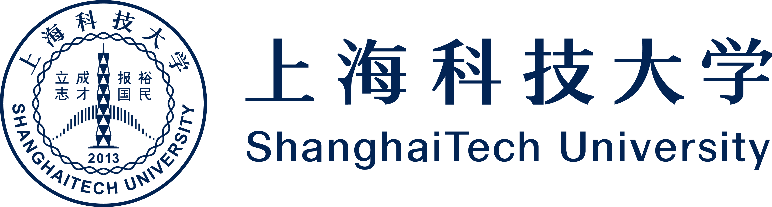 上海科技大学
立志 成才 报国 裕民
2013
SHANGHAITECH UNIVERSITY
上海科技大学
ShanghaiTech University